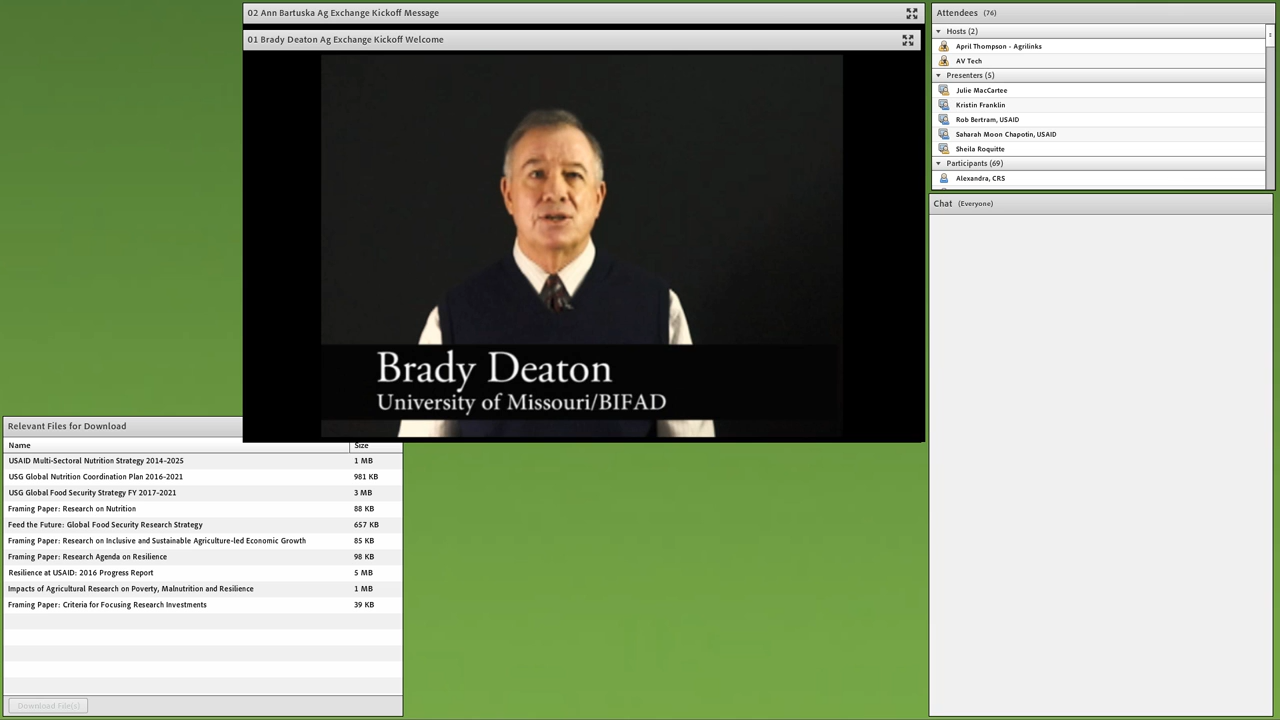 02 Ann Bartuska Ag Exchange Kickoff Message
01 Brady Deaton Ag Exchange Kickoff Welcome
Brady Deaton
University of Missouri/BIFAD
Relevant Files for Download
Name Size
USAID Multi-Sectoral Nutrition Strategy 2014-2025 1 MB
USG Global Nutrition Coordination Plan 2016-2021 981 KB
USG Global Food Security Strategy FY 2017-2021 3 MB
Framing Paper: Research on Nutrition 88 KB
Feed the Future: Global Food Security Research Strategy 657 KB
Framing Paper: Research on Inclusive and Sustainable Agriculture-led Economic Growth 85 KB
Framing Paper: Research Agenda on Resilience 98 KB
Resilience at USAID: 2016 Progress Report 5 MB
Impacts of Agricultural Research on Poverty, Malnutrition and Resilience 1 MB
Framing Paper: Criteria for Focusing Research Investments 39 KB
Download File(s)
Attendees (76)
Hosts (2)
April Thompson - Agrilinks
AV Tech
Presenters (5)
Julie MacCartee
Kristin Franklin
Rob Bertram, USAID
Saharah Moon Chapotin, USAID
Sheila Roquitte
Participants (69)
Alexandra, CRS
Chat (Everyone)